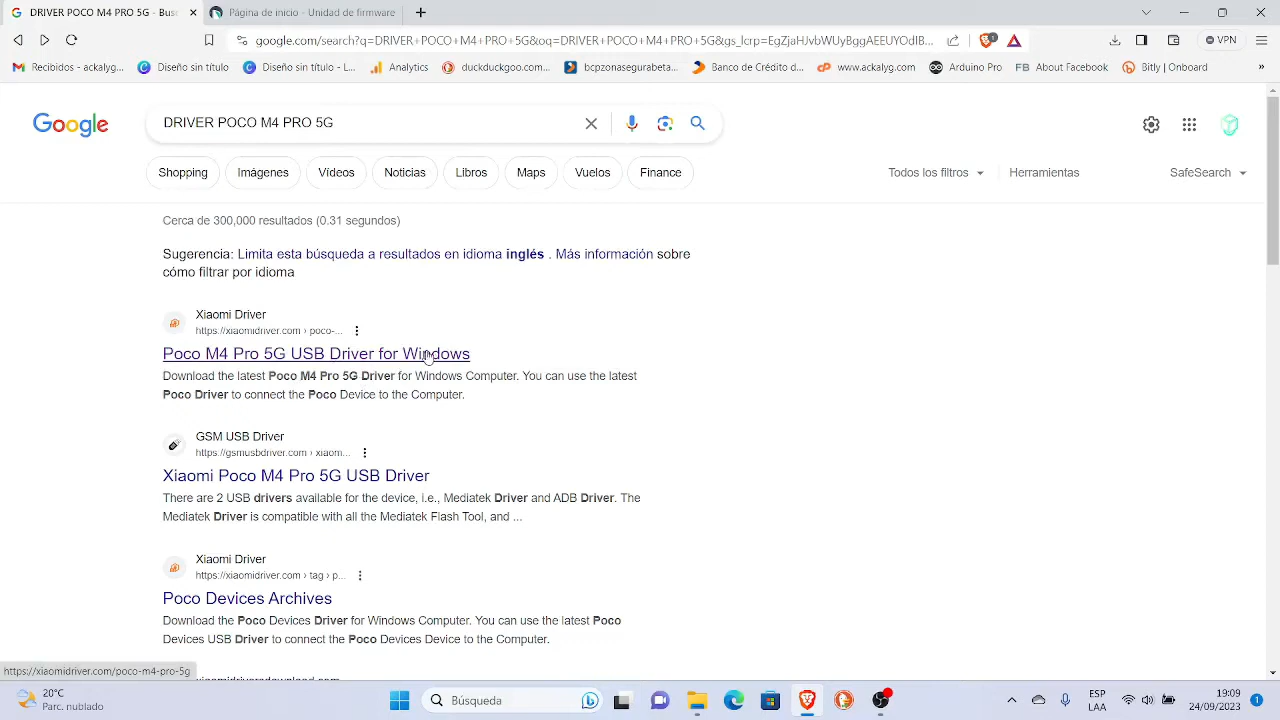 DRIVER POCO M4 PRO 5G - Bus
Página de inicio - Unidad de firmware
google.com/search?q=DRIVER+POCO+M4+PRO+5G&oq=DRIVER+POCO+M4+PRO+5G&gs_lcrp=EgZjaHJvbWUyBggAEEUYOdIB...
1
VPN
Recibidos - ackalyg...
Diseño sin título
Diseño sin título - L...
Analytics
duckduckgoo.com...
bcpzonasegurabeta...
Banco de Crédito d...
www.ackalyg.com
Arduino Pro
FB About Facebook
Bitly | Onboard
Google
DRIVER POCO M4 PRO 5G
Shopping
Imágenes
Vídeos
Noticias
Libros
Maps
Vuelos
Finance
Todos los filtros
Herramientas
SafeSearch
Cerca de 300,000 resultados (0.31 segundos)
Sugerencia: Limita esta búsqueda a resultados en idioma inglés . Más información sobre
cómo filtrar por idioma
Xiaomi Driver
https://xiaomidriver.com › poco-...
Poco M4 Pro 5G USB Driver for Windows
Download the latest Poco M4 Pro 5G Driver for Windows Computer. You can use the latest
Poco Driver to connect the Poco Device to the Computer.
GSM USB Driver
https://gsmusbdriver.com › xiaom...
Xiaomi Poco M4 Pro 5G USB Driver
There are 2 USB drivers available for the device, i.e., Mediatek Driver and ADB Driver. The
Mediatek Driver is compatible with all the Mediatek Flash Tool, and ...
Xiaomi Driver
https://xiaomidriver.com › tag › p...
Poco Devices Archives
Download the Poco Devices Driver for Windows Computer. You can use the latest Poco
Devices USB Driver to connect the Poco Devices Device to the Computer.
https://xiaomidriver.com/poco-m4-pro-5g
20°C
Parc. nublado
Búsqueda
ESP
LAA
19:09
24/09/2023
1